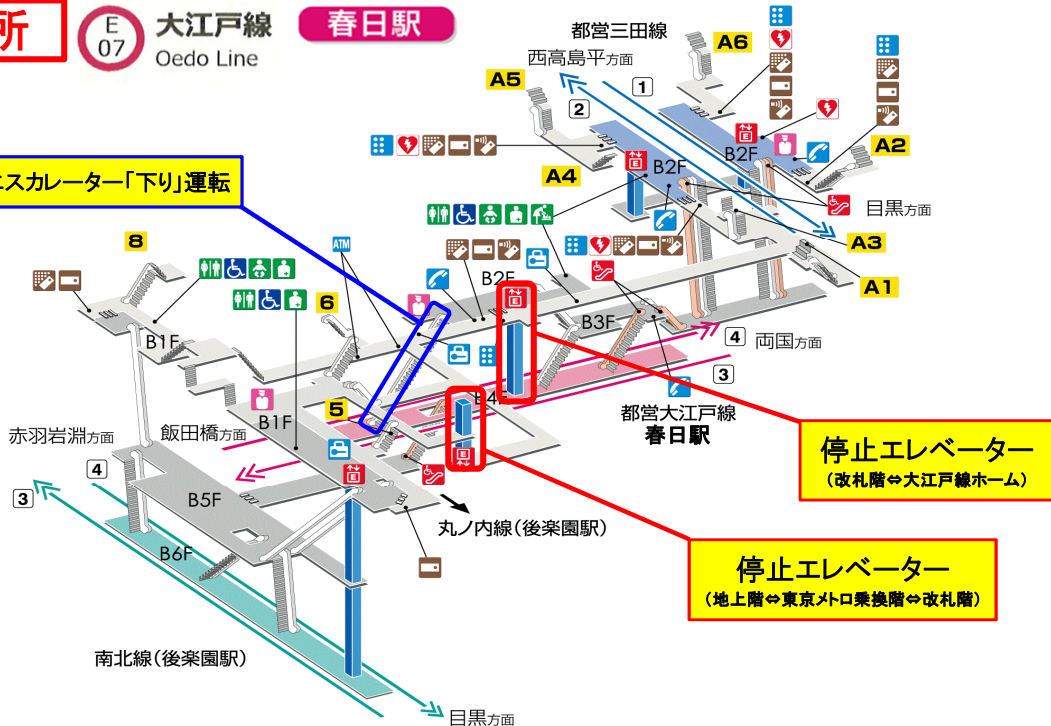 所
E
07
大江戸線
Oedo Line
春日駅
都営三田線
西高島平方面
A6
A5
1
2
A2
B2F
B2F
A4
エスカレーター「下り」運転
目黒方面
A3
A1
8
ATM
B2F
6
B3F
B1F
4
両国方面
3
B4F
5
B1F
都営大江戸線
春日駅
赤羽岩淵方面
飯田橋方面
停止エレベーター
(改札階⇔大江戸線ホーム)
4
3
B5F
丸ノ内線(後楽園駅)
B6F
停止エレベーター
(地上階⇔東京メトロ乗換階⇔改札階)
南北線(後楽園駅)
目黒方面